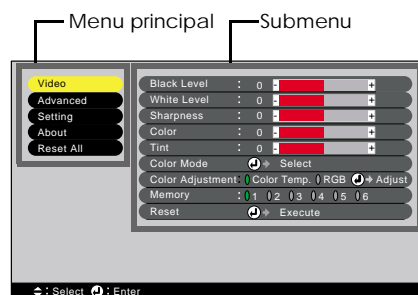 Menu principal Submenu
Video
Advanced
Setting
About
Reset All
Black Level : 0 - +
White Level : 0 - +
Sharpness : 0 - +
Color : 0 - +
Tint : 0 - +
Color Mode Select
Color Adjustment: Color Temp. RGB Adjust
Memory : 1 2 3 4 5 6
Reset Execute
: Select : Enter